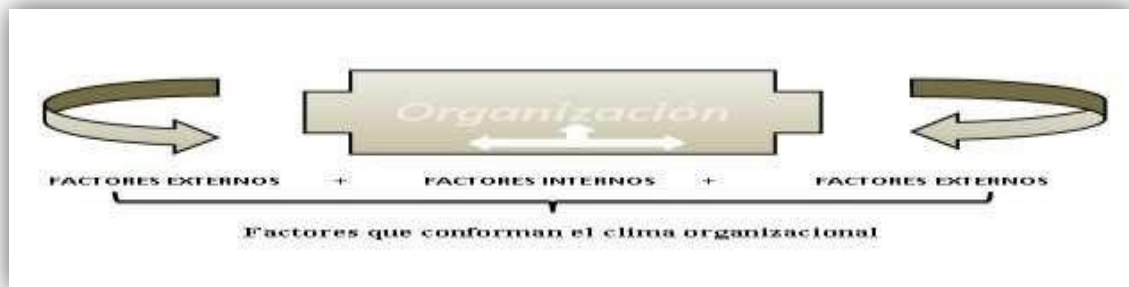 Organización
FACTORES EXTERNOS + FACTORES INTERNOS + FACTORES EXTERNOS
Factores que conforman el clima organizacional